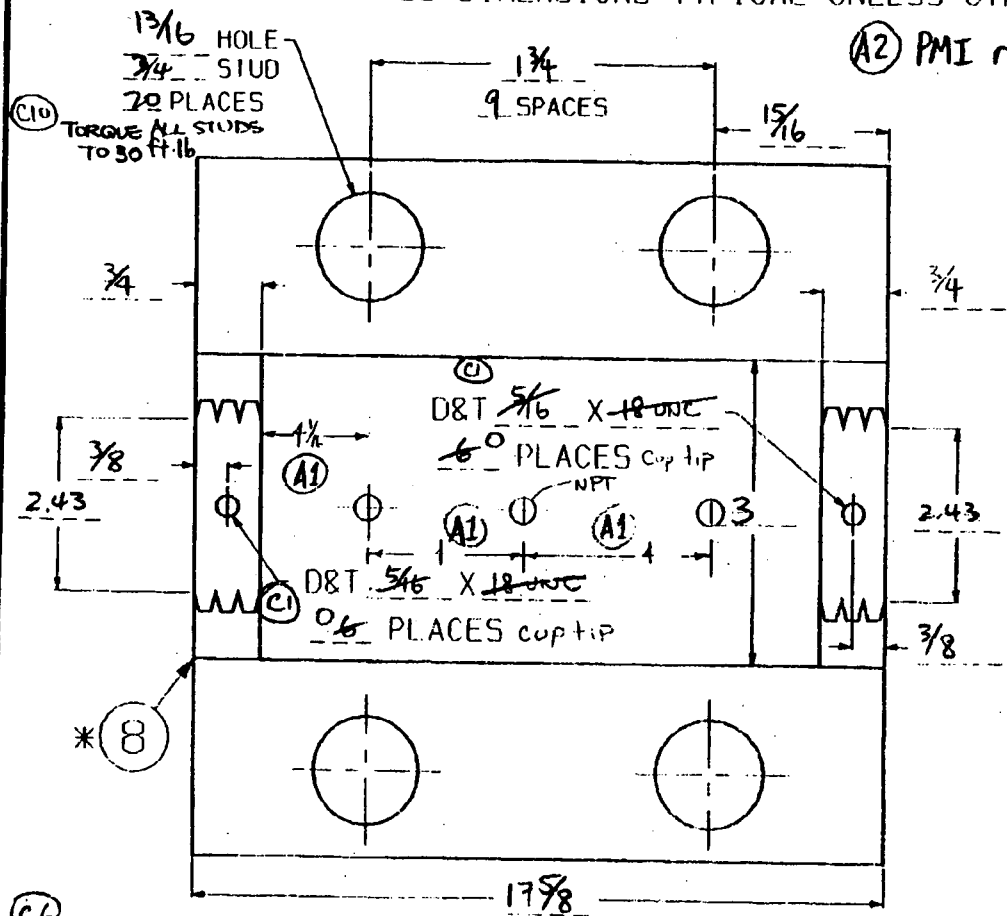 DIMENSIONS TYPICAL UNLESS
A2 PMI
13/16 HOLE
3/4 STUD
20 PLACES
C10 TORQUE ALL STUDS
TO 30 ft.lb
1 3/4
9 SPACES
15/16
3/4
3/4
C1
D&T 5/16 X 18 UNC
6 0 PLACES cup tip
4 1/2
A1
3/8
2.43
NPT
A1
A1
3
2.43
1
4
C1
D&T 5/16 X 18 UNC
0 6 PLACES cup tip
3/8
* 8
17 5/8
C6